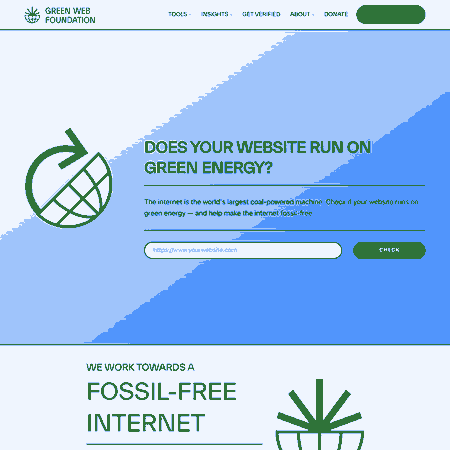 GREEN WEB
FOUNDATION
TOOLS INSIGHTS GET VERIFIED ABOUT DONATE
DOES YOUR WEBSITE RUN ON
GREEN ENERGY?
The internet is the world's largest coal-powered machine. Check if your website runs on
green energy — and help make the internet fossil-free.
https://www.yourwebsite.com
CHECK
WE WORK TOWARDS A
FOSSIL-FREE
INTERNET